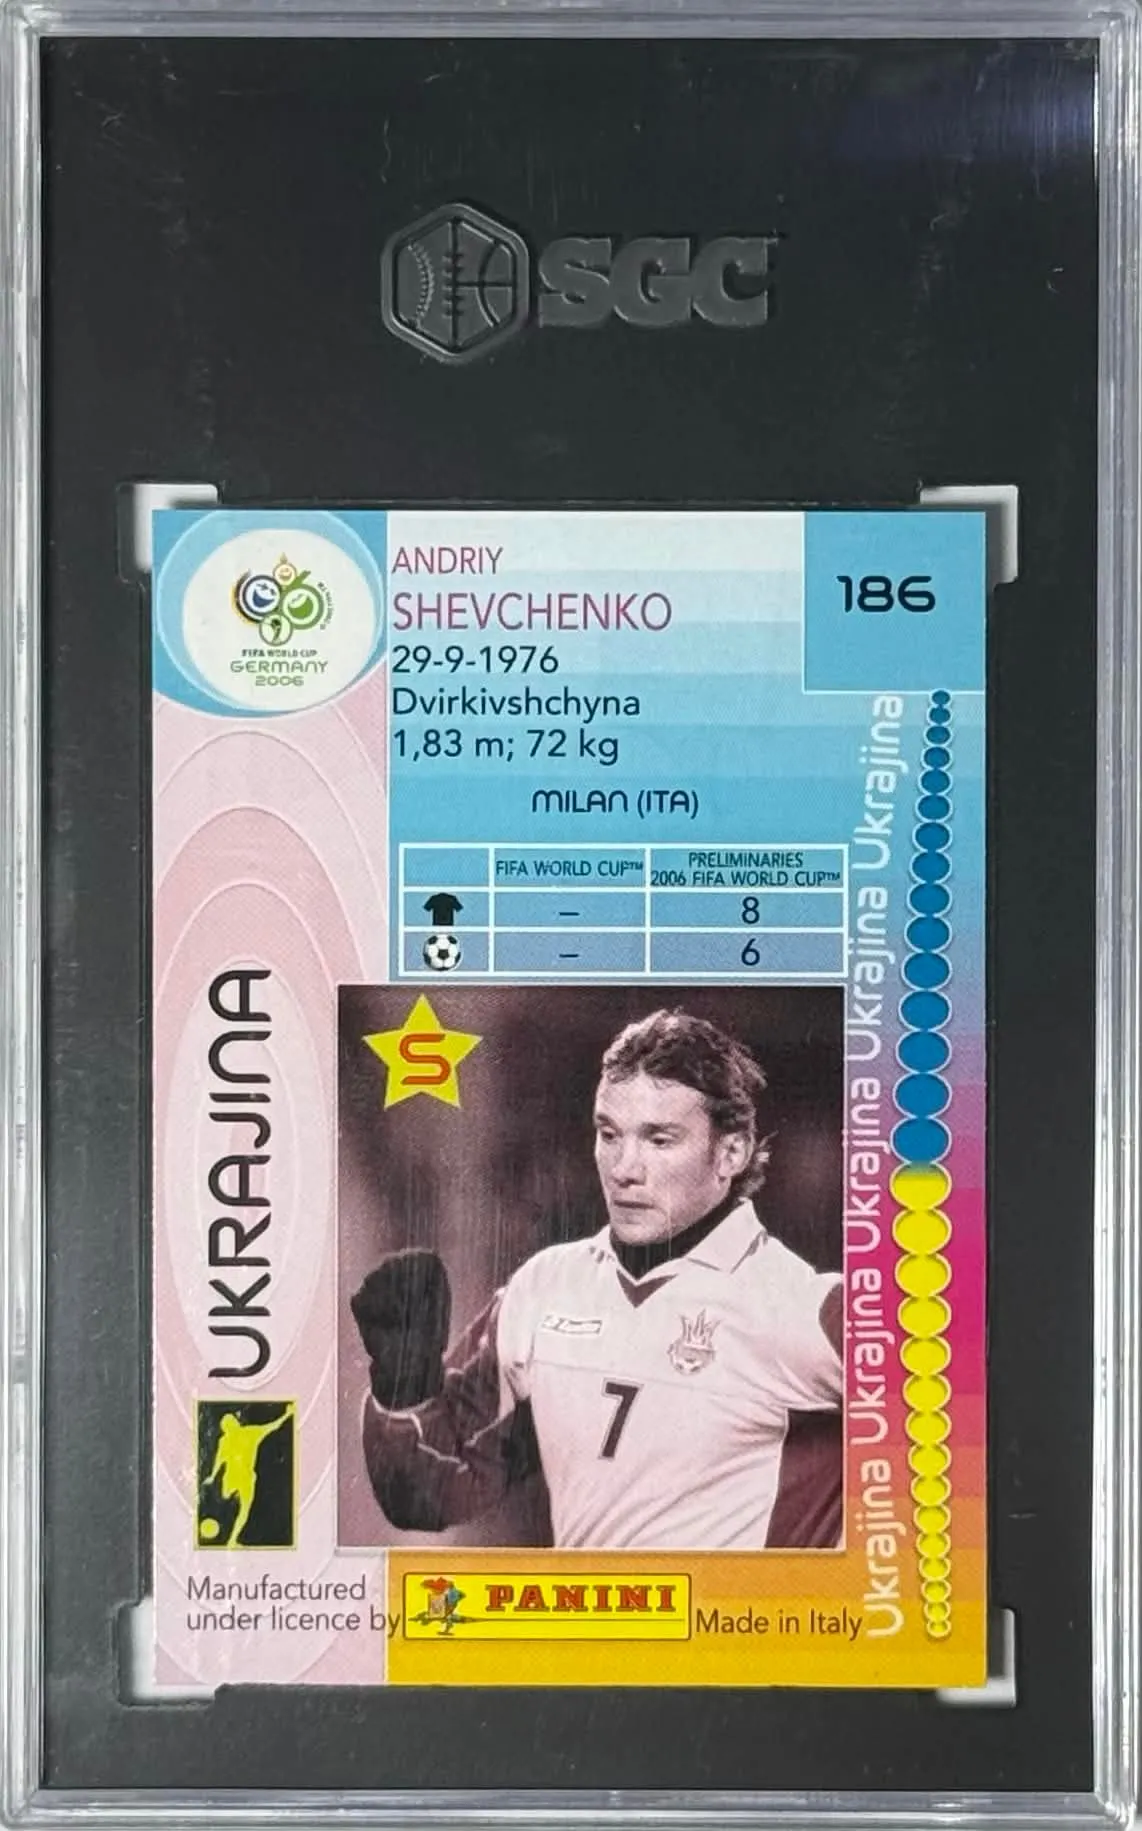 SGC
FIFA WORLD CUP
GERMANY
2006
ANDRIY
SHEVCHENKO
29-9-1976
Dvirkivshchyna
1,83 m; 72 kg
MILAN (ITA)
186
FIFA WORLD CUP™
PRELIMINARIES
2006 FIFA WORLD CUP™
– 8
– 6
UKRAJINA
Ukrajina Ukrajina Ukrajina Ukrajina Ukrajina Ukrajina
S
7
Manufactured
under licence by
PANINI
Made in Italy